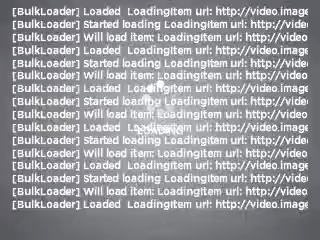 [BulkLoader] Loaded LoadingItem url: http://video.image
[BulkLoader] Started loading LoadingItem url: http://video
[BulkLoader] Will load item: LoadingItem url: http://video
[BulkLoader] Loaded LoadingItem url: http://video.image
[BulkLoader] Started loading LoadingItem url: http://video
[BulkLoader] Will load item: LoadingItem url: http://video
[BulkLoader] Loaded LoadingItem url: http://video.image
[BulkLoader] Started loading LoadingItem url: http://video
[BulkLoader] Will load item: LoadingItem url: http://video
[BulkLoader] Loaded LoadingItem url: http://video.image
LOADING
[BulkLoader] Started loading LoadingItem url: http://video
[BulkLoader] Will load item: LoadingItem url: http://video
[BulkLoader] Loaded LoadingItem url: http://video.image
[BulkLoader] Started loading LoadingItem url: http://video
[BulkLoader] Will load item: LoadingItem url: http://video
[BulkLoader] Loaded LoadingItem url: http://video.image